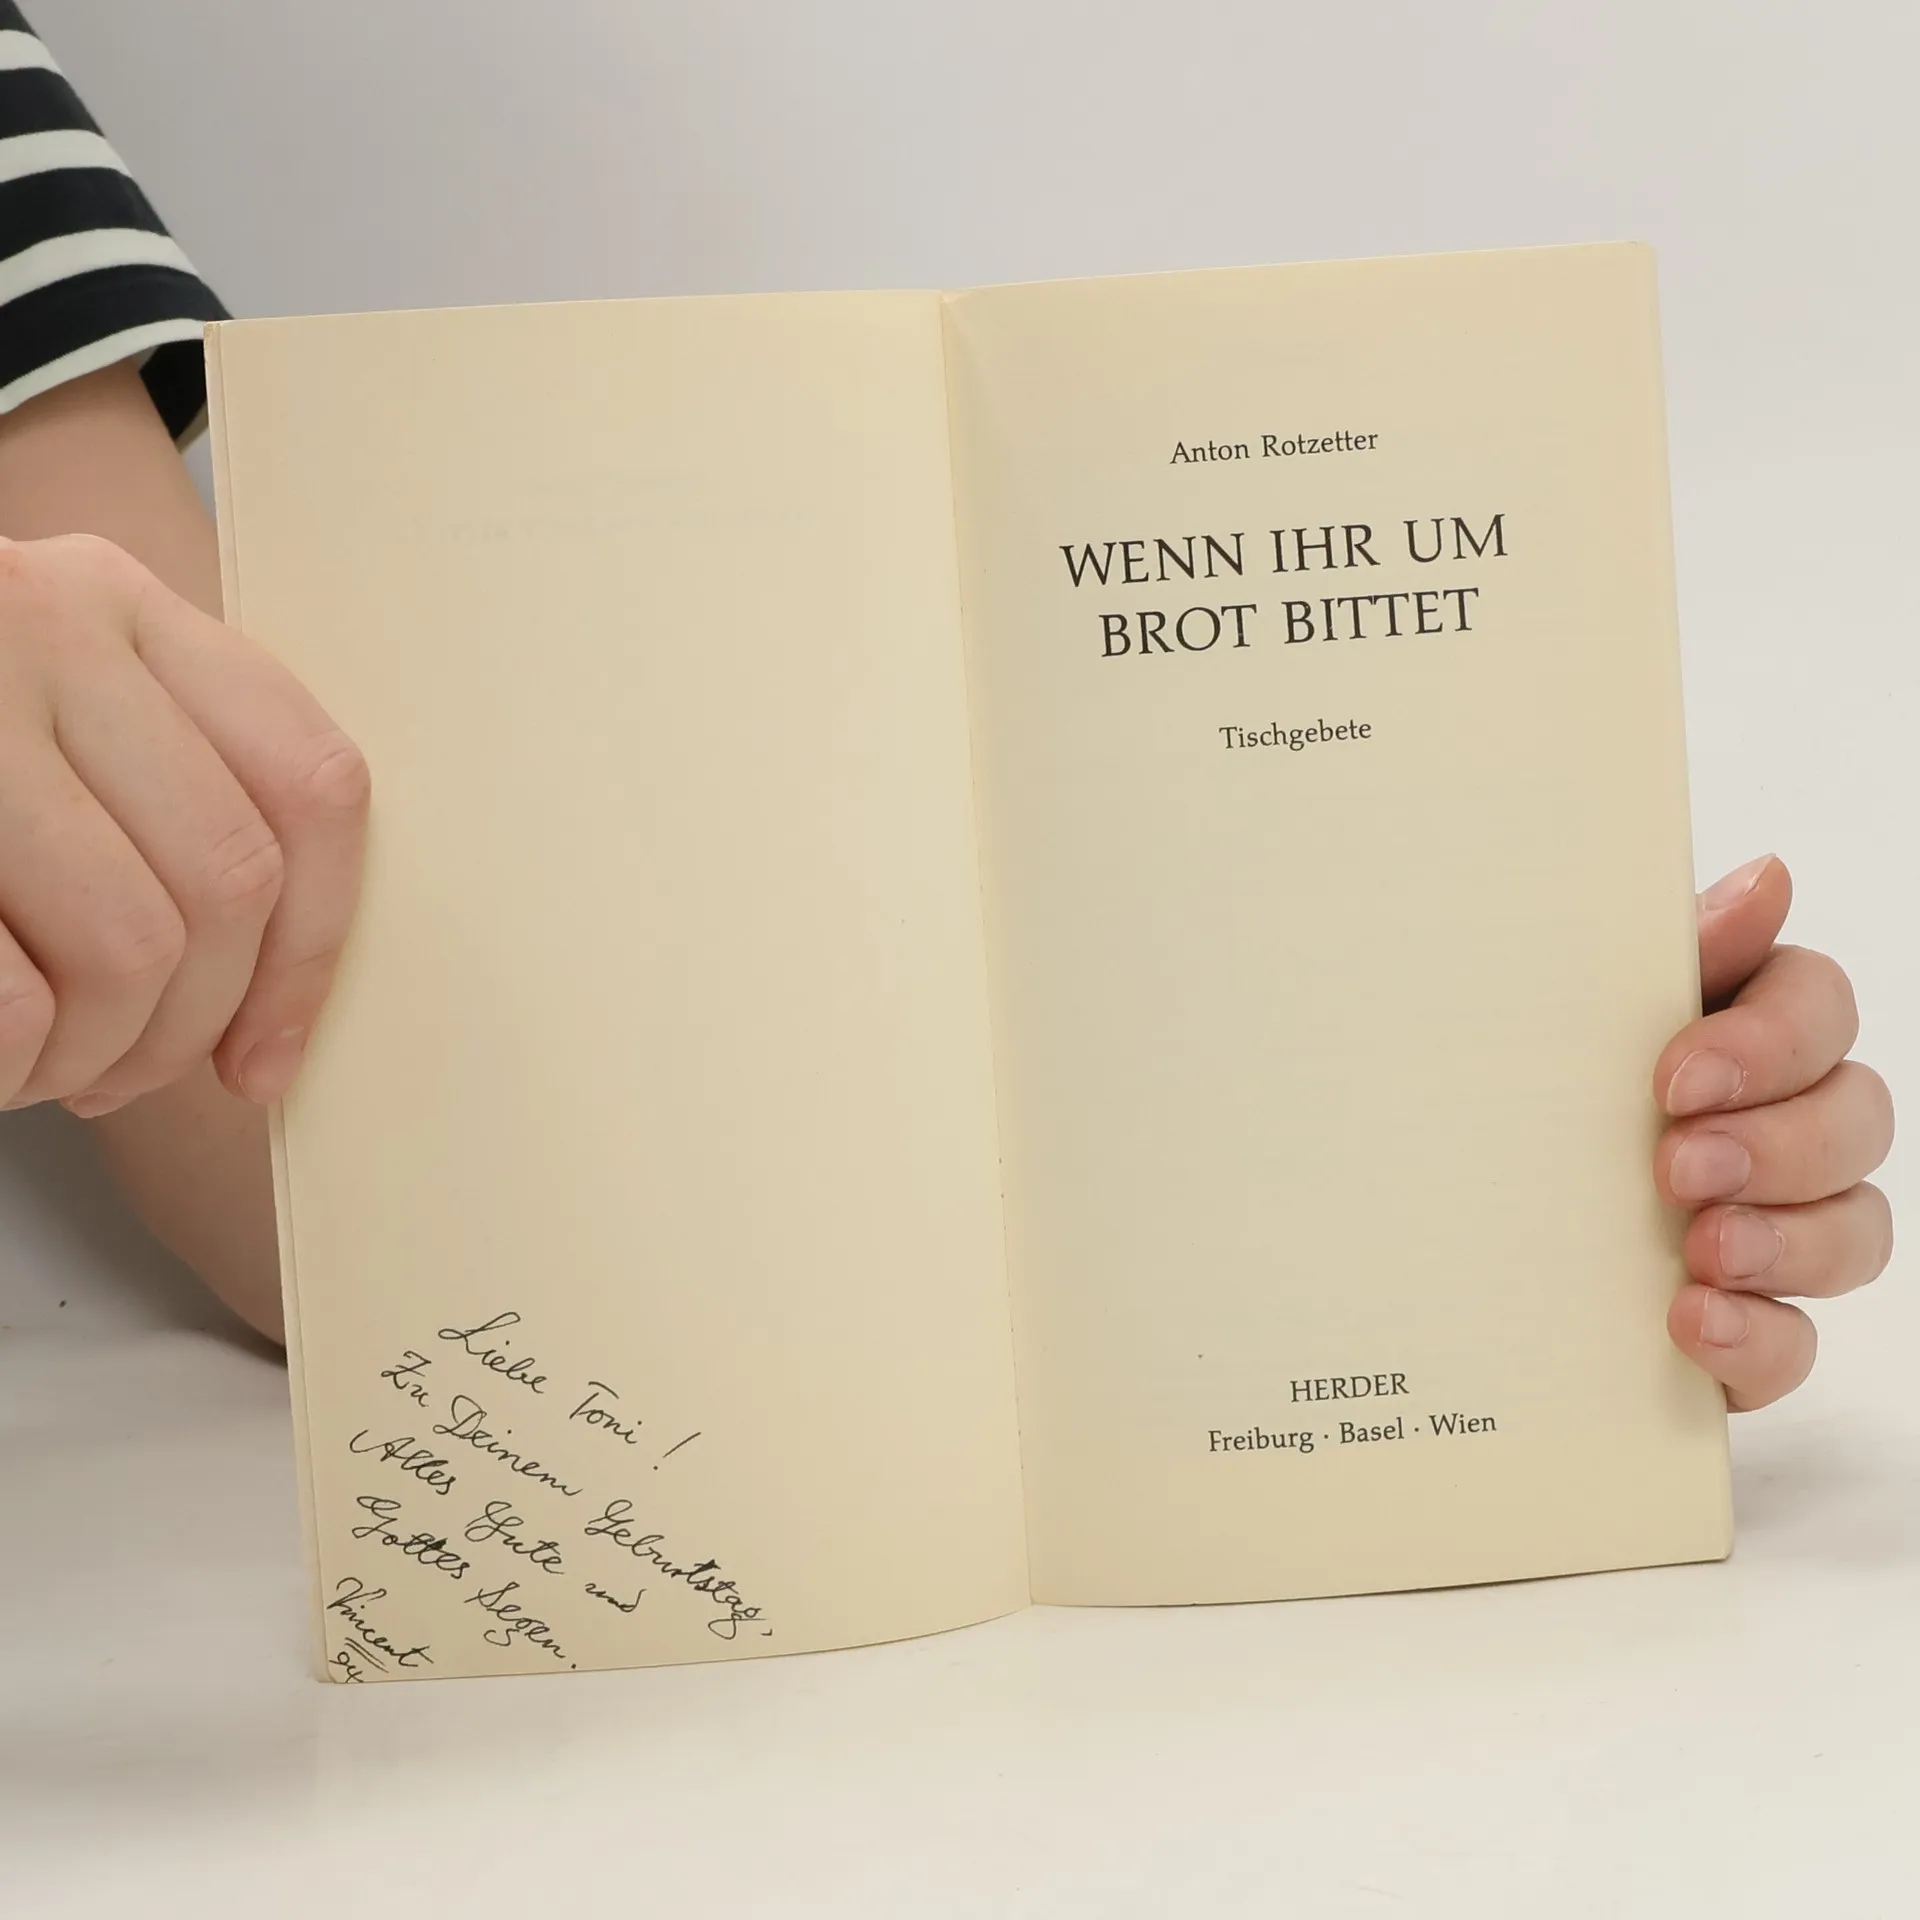 Liebe Toni!
Zu Deinem Geburtstag,
Alles Gute und
Gottes Segen.
Vincent
94
Anton Rotzetter
WENN IHR UM
BROT BITTET
Tischgebete
HERDER
Freiburg · Basel · Wien